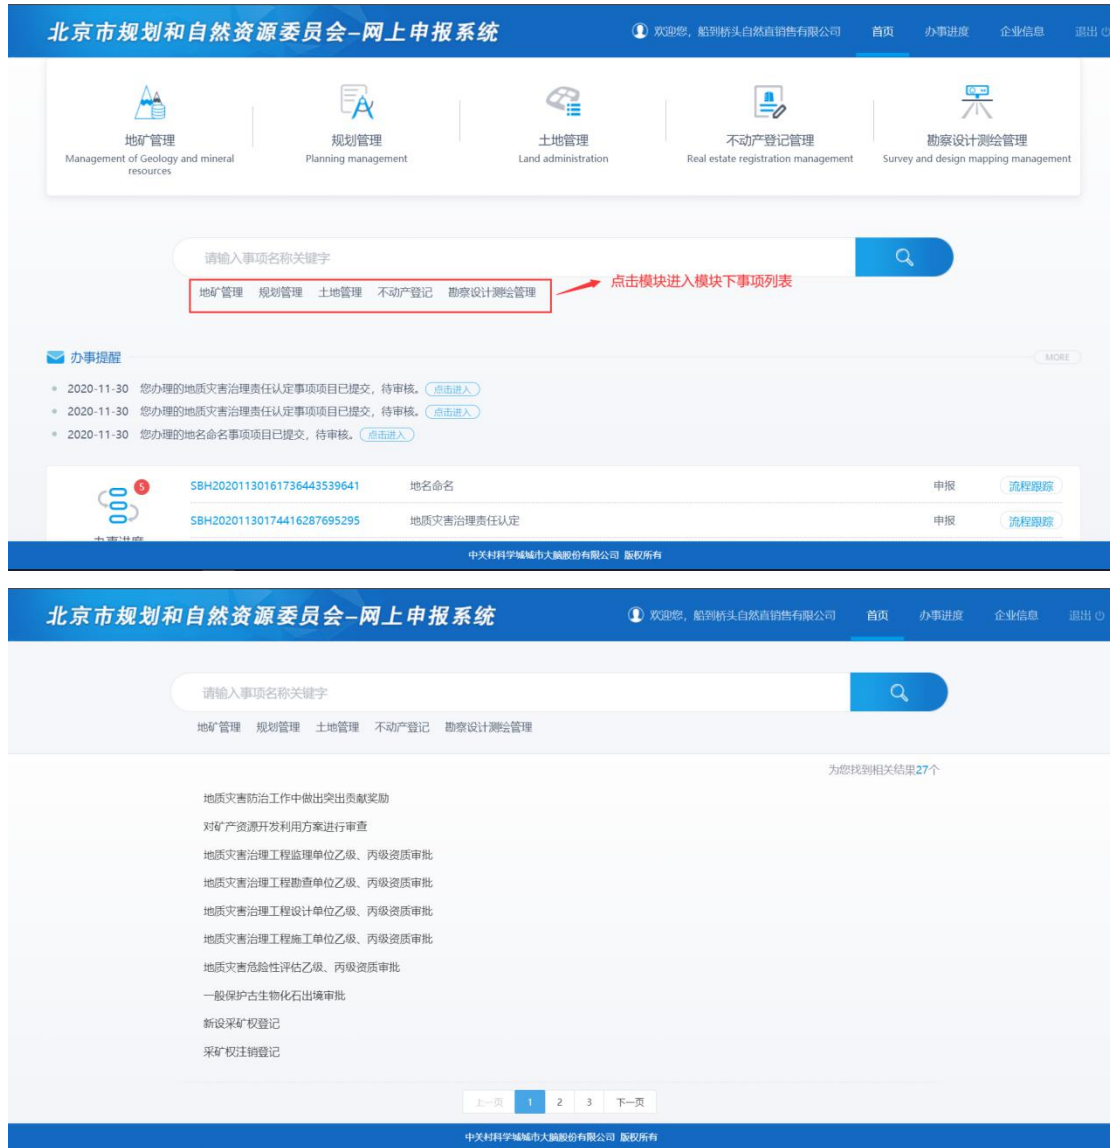 北京市规划和自然资源委员会-网上申报系统 欢迎您，船到桥头自然直销售有限公司 首页 办事进度 企业信息 退出
地矿管理 规划管理 土地管理 不动产登记管理 勘察设计测绘管理
Management of Geology and mineral resources Planning management Land administration Real estate registration management Survey and design mapping management
请输入事项名称关键字
地矿管理 规划管理 土地管理 不动产登记 勘察设计测绘管理 点击模块进入模块下事项列表
办事提醒 MORE
2020-11-30 您办理的地质灾害治理责任认定事项项目已提交，待审核。 点击进入
2020-11-30 您办理的地质灾害治理责任认定事项项目已提交，待审核。 点击进入
2020-11-30 您办理的地名命名事项项目已提交，待审核。 点击进入
5 SBH20201130161736443539641 地名命名 申报 流程跟踪
SBH20201130174416287695295 地质灾害治理责任认定 申报 流程跟踪
办事进度
中关村科学城城市大脑股份有限公司 版权所有
北京市规划和自然资源委员会-网上申报系统 欢迎您，船到桥头自然直销售有限公司 首页 办事进度 企业信息 退出
请输入事项名称关键字
地矿管理 规划管理 土地管理 不动产登记 勘察设计测绘管理
为您找到相关结果27个
地质灾害防治工作中做出突出贡献奖励
对矿产资源开发利用方案进行审查
地质灾害治理工程监理单位乙级、丙级资质审批
地质灾害治理工程勘查单位乙级、丙级资质审批
地质灾害治理工程设计单位乙级、丙级资质审批
地质灾害治理工程施工单位乙级、丙级资质审批
地质灾害危险性评估乙级、丙级资质审批
一般保护古生物化石出境审批
新设采矿权登记
采矿权注销登记
上一页 1 2 3 下一页
中关村科学城城市大脑股份有限公司 版权所有